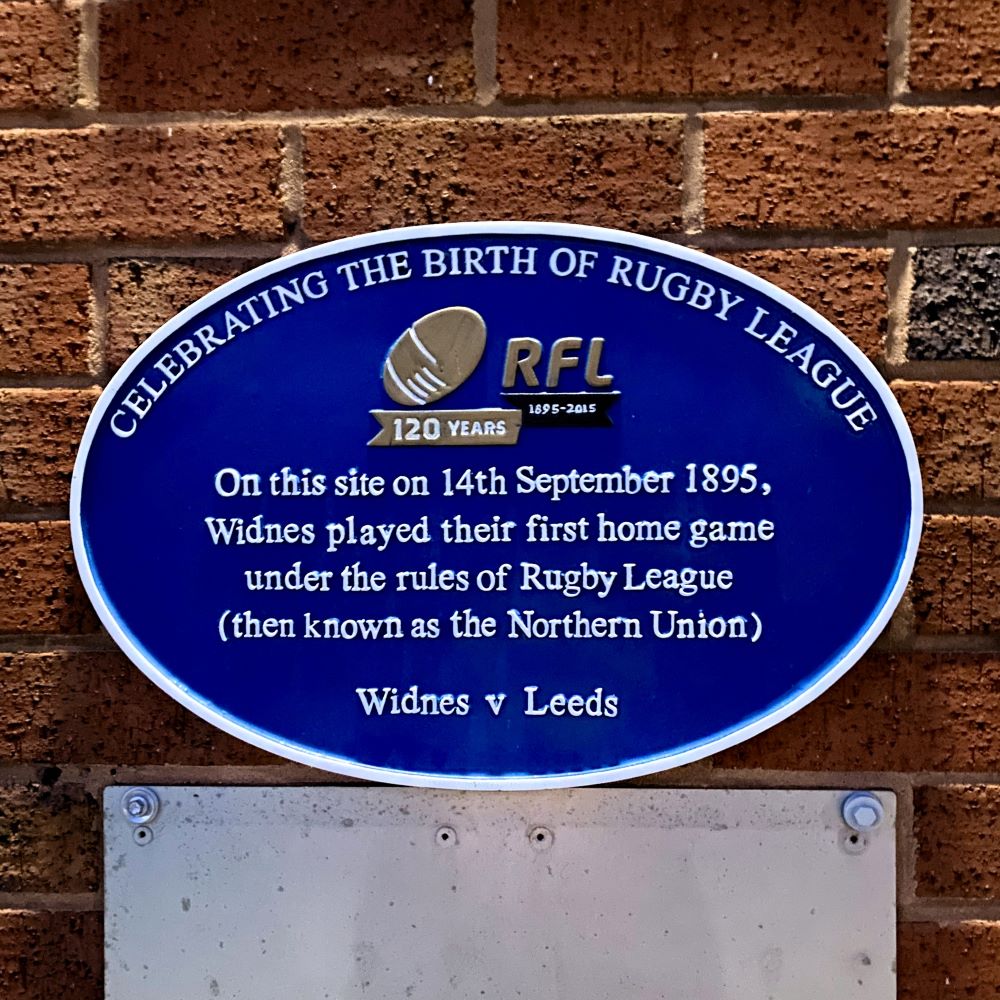 CELEBRATING THE BIRTH OF RUGBY LEAGUE
RFL
1895-2015
120 YEARS
On this site on 14th September 1895,
Widnes played their first home game
under the rules of Rugby League
(then known as the Northern Union)
Widnes v Leeds